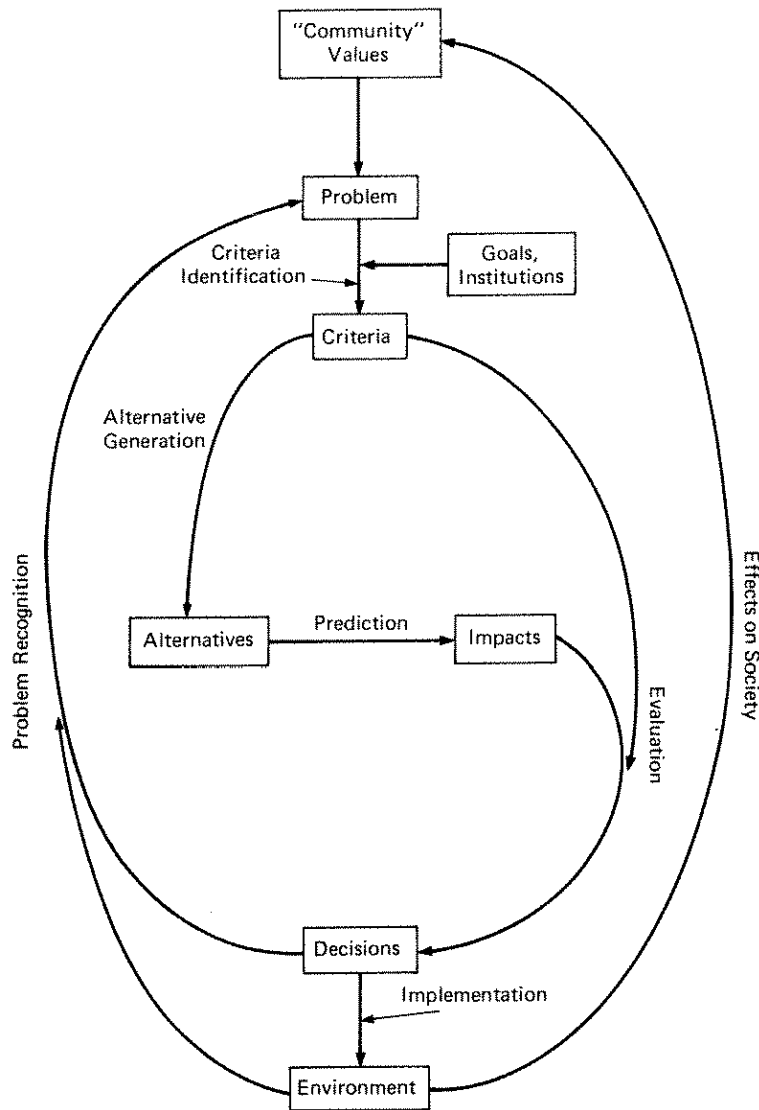 "Community"
Values
Problem
Criteria
Identification
Goals,
Institutions
Criteria
Alternative
Generation
Problem Recognition
Alternatives
Prediction
Impacts
Evaluation
Effects on Society
Decisions
Implementation
Environment